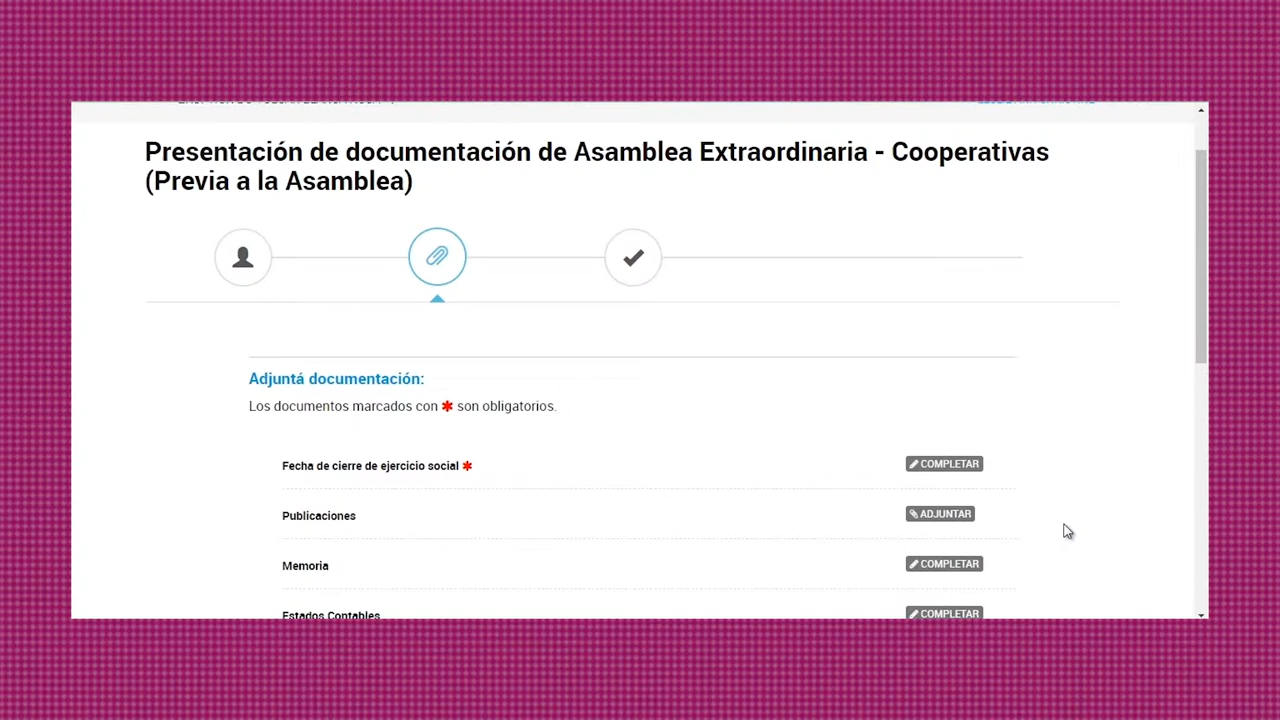 Presentación de documentación de Asamblea Extraordinaria - Cooperativas
(Previa a la Asamblea)
Adjuntá documentación:
Los documentos marcados con * son obligatorios.
Fecha de cierre de ejercicio social *
COMPLETAR
Publicaciones
ADJUNTAR
Memoria
COMPLETAR
Estados Contables
COMPLETAR